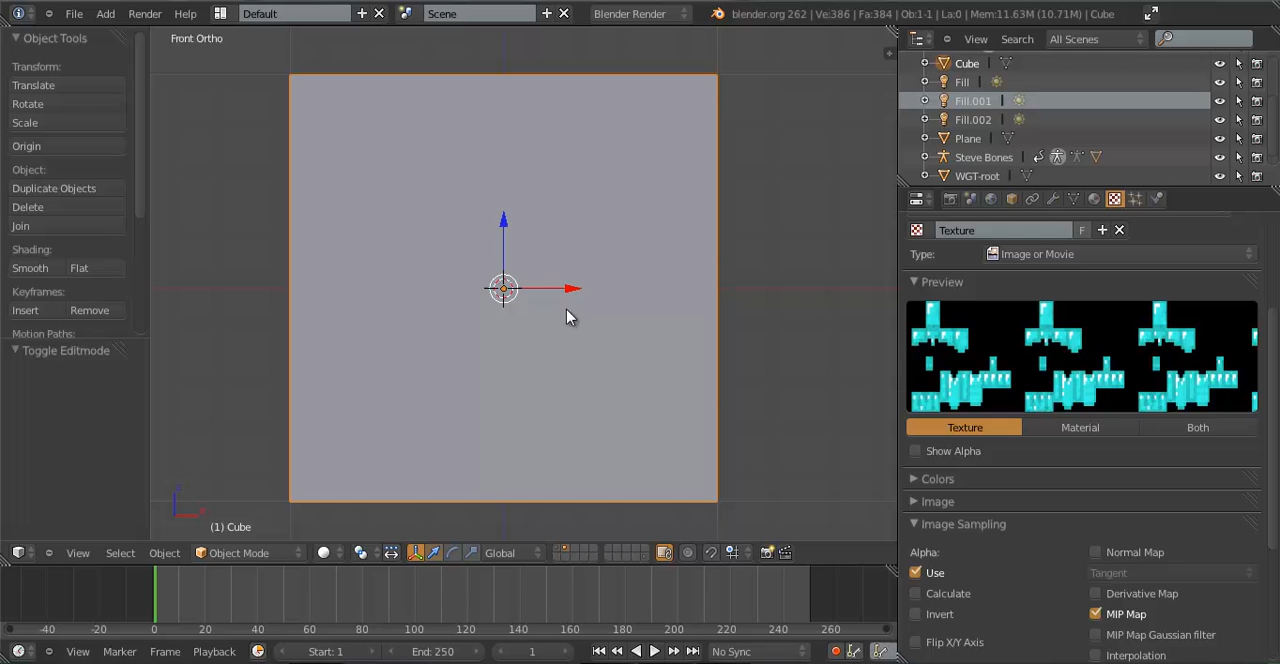 File Add Render Help Default Scene Blender Render blender.org 262 | Ve:386 | Fa:384 | Ob:1-1 | La:0 | Mem:11.63M (10.71M) | Cube
Object Tools
Transform:
Translate
Rotate
Scale
Origin
Object:
Duplicate Objects
Delete
Join
Shading:
Smooth Flat
Keyframes:
Insert Remove
Motion Paths:
Toggle Editmode
Front Ortho
(1) Cube
View Select Object Object Mode Global
-40 -20 0 20 40 60 80 100 120 140 160 180 200 220 240 260
View Marker Frame Playback Start: 1 End: 250 1 No Sync
View Search All Scenes
Cube
Fill
Fill.001
Fill.002
Plane
Steve Bones
WGT-root
Texture F
Type: Image or Movie
Preview
Texture Material Both
Show Alpha
Colors
Image
Image Sampling
Alpha: Normal Map
Use Tangent
Calculate Derivative Map
Invert MIP Map
MIP Map Gaussian filter
Flip X/Y Axis
Interpolation